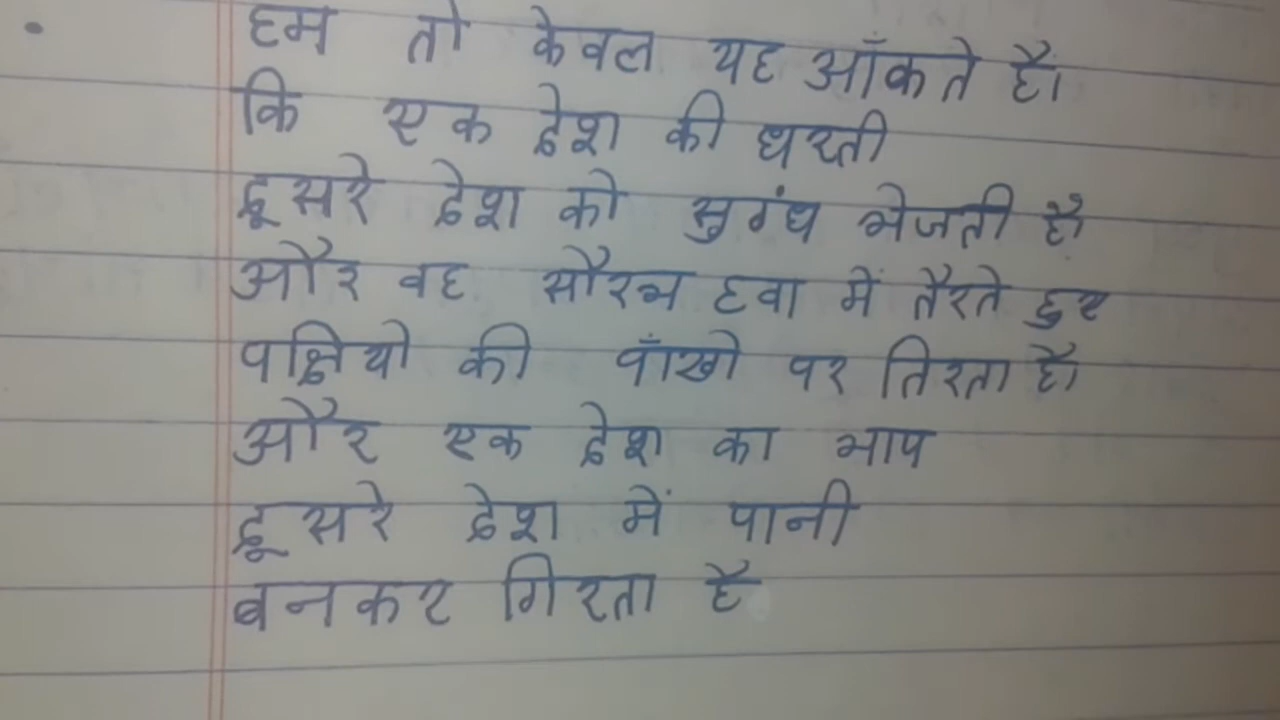 हम तो केवल यह आँकते है।
कि एक देश की धरती
दूसरे देश को सुगंध भेजती है
और वह सौरभ हवा में तैरते हुए
पक्षियो की पाँखो पर तिरता है।
और एक देश का भाप
दूसरे देश में पानी
बनकर गिरता है